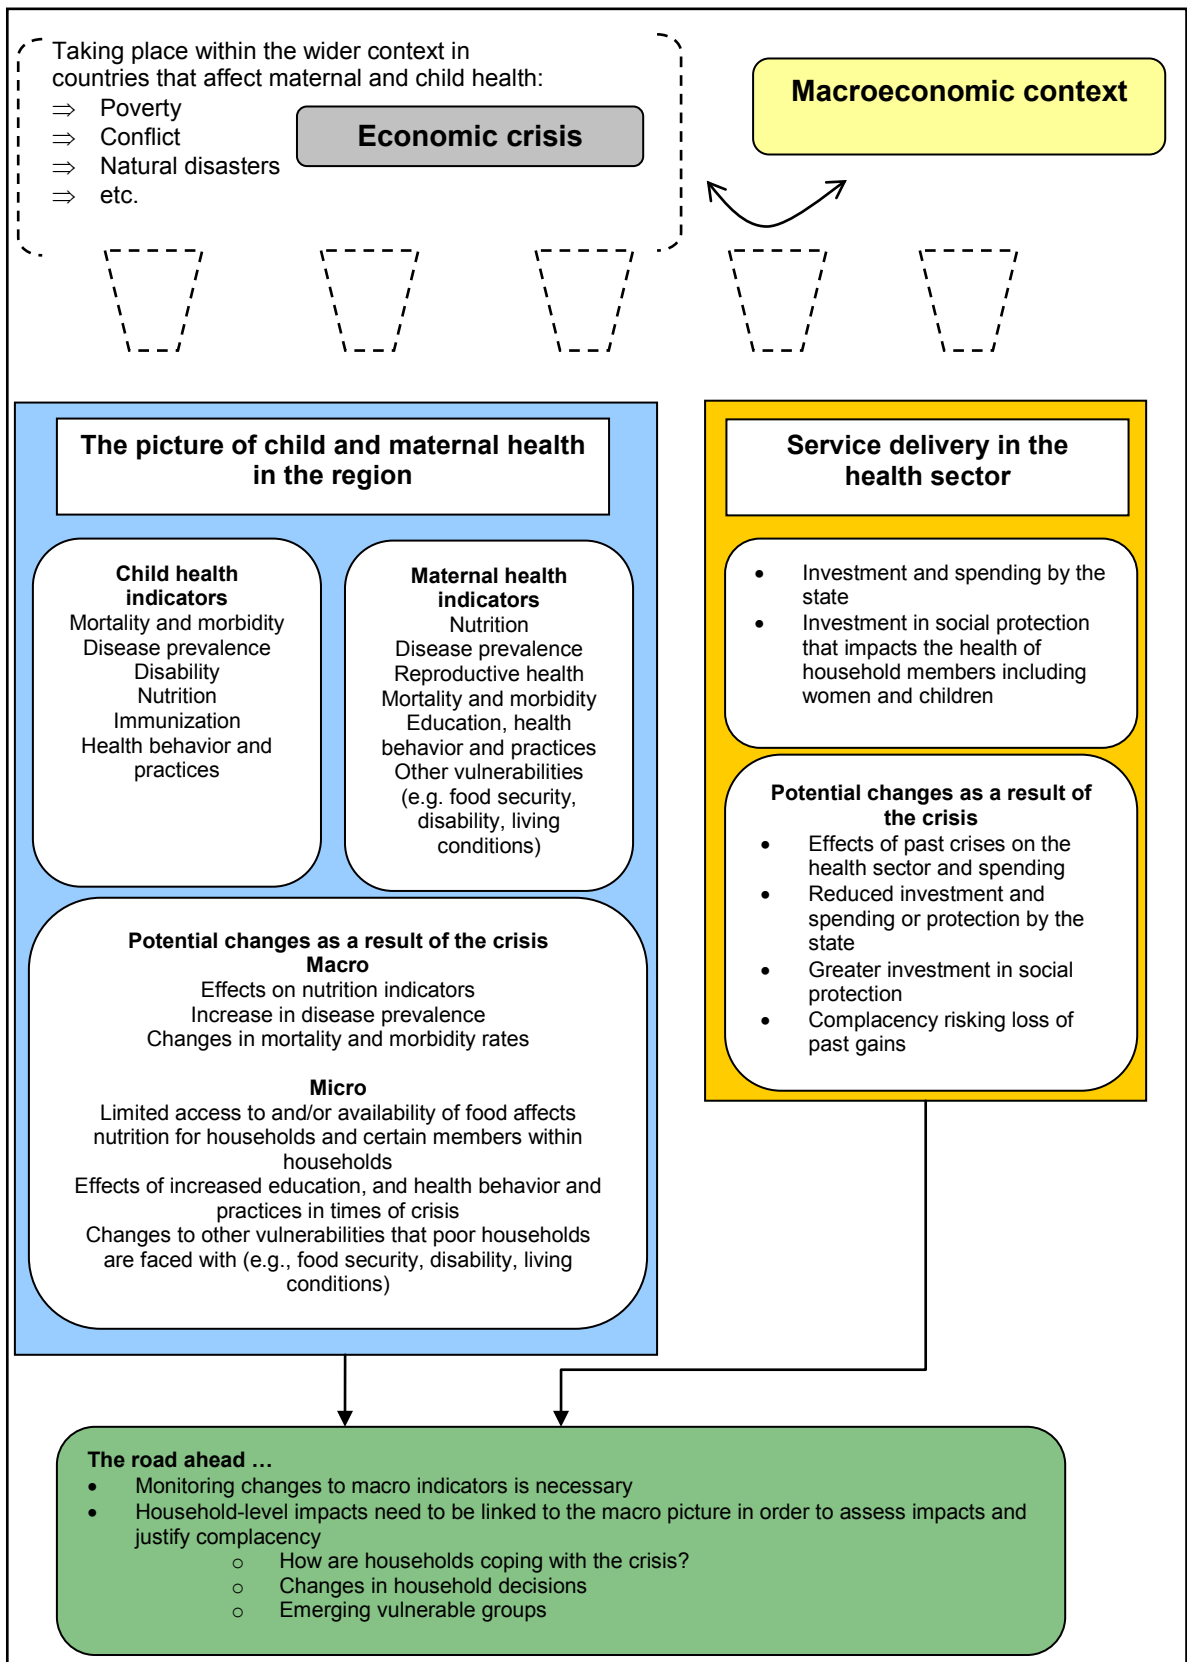 Taking place within the wider context in
countries that affect maternal and child health:
⇒ Poverty
⇒ Conflict
⇒ Natural disasters
⇒ etc.
Economic crisis
Macroeconomic context
The picture of child and maternal health
in the region
Child health
indicators
Mortality and morbidity
Disease prevalence
Disability
Nutrition
Immunization
Health behavior and
practices
Maternal health
indicators
Nutrition
Disease prevalence
Reproductive health
Mortality and morbidity
Education, health
behavior and practices
Other vulnerabilities
(e.g. food security,
disability, living
conditions)
Potential changes as a result of the crisis
Macro
Effects on nutrition indicators
Increase in disease prevalence
Changes in mortality and morbidity rates
Micro
Limited access to and/or availability of food affects
nutrition for households and certain members within
households
Effects of increased education, and health behavior and
practices in times of crisis
Changes to other vulnerabilities that poor households
are faced with (e.g., food security, disability, living
conditions)
Service delivery in the
health sector
• Investment and spending by the
state
• Investment in social protection
that impacts the health of
household members including
women and children
Potential changes as a result of
the crisis
• Effects of past crises on the
health sector and spending
• Reduced investment and
spending or protection by the
state
• Greater investment in social
protection
• Complacency risking loss of
past gains
The road ahead …
• Monitoring changes to macro indicators is necessary
• Household-level impacts need to be linked to the macro picture in order to assess impacts and
justify complacency
o How are households coping with the crisis?
o Changes in household decisions
o Emerging vulnerable groups